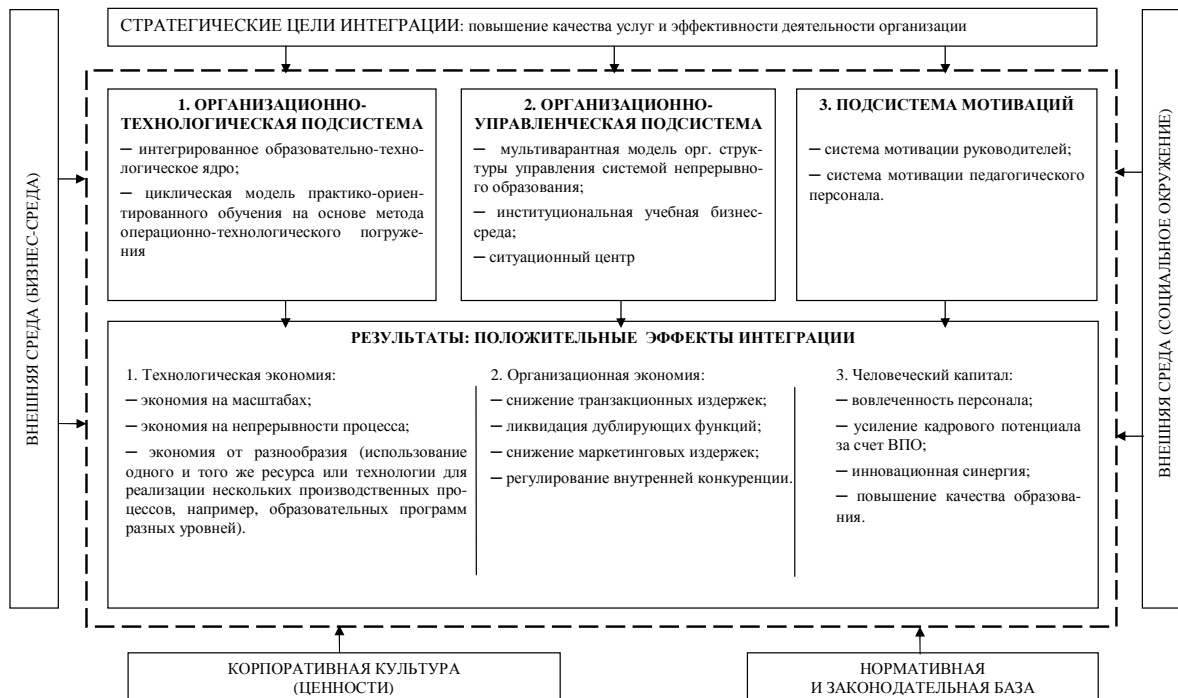 СТРАТЕГИЧЕСКИЕ ЦЕЛИ ИНТЕГРАЦИИ: повышение качества услуг и эффективности деятельности организации
ВНЕШНЯЯ СРЕДА (БИЗНЕС-СРЕДА)
1. ОРГАНИЗАЦИОННО-
ТЕХНОЛОГИЧЕСКАЯ ПОДСИСТЕМА
— интегрированное образовательно-техно-
логическое ядро;
— циклическая модель практико-ориен-
тированного обучения на основе метода
операционно-технологического погруже-
ния
2. ОРГАНИЗАЦИОННО-
УПРАВЛЕНЧЕСКАЯ ПОДСИСТЕМА
— мультиварантная модель орг. струк-
туры управления системой непрерывно-
го образования;
— институциональная учебная бизнес-
среда;
— ситуационный центр
3. ПОДСИСТЕМА МОТИВАЦИЙ
— система мотивации руководителей;
— система мотивации педагогического
персонала.
ВНЕШНЯЯ СРЕДА (СОЦИАЛЬНОЕ ОКРУЖЕНИЕ)
РЕЗУЛЬТАТЫ: ПОЛОЖИТЕЛЬНЫЕ ЭФФЕКТЫ ИНТЕГРАЦИИ
1. Технологическая экономия:
— экономия на масштабах;
— экономия на непрерывности процесса;
— экономия от разнообразия (использование
одного и того же ресурса или технологии для
реализации нескольких производственных про-
цессов, например, образовательных программ
разных уровней).
2. Организационная экономия:
— снижение транзакционных издержек;
— ликвидация дублирующих функций;
— снижение маркетинговых издержек;
— регулирование внутренней конкуренции.
3. Человеческий капитал:
— вовлеченность персонала;
— усиление кадрового потенциала
за счет ВПО;
— инновационная синергия;
— повышение качества образова-
ния.
КОРПОРАТИВНАЯ КУЛЬТУРА
(ЦЕННОСТИ)
НОРМАТИВНАЯ
И ЗАКОНОДАТЕЛЬНАЯ БАЗА